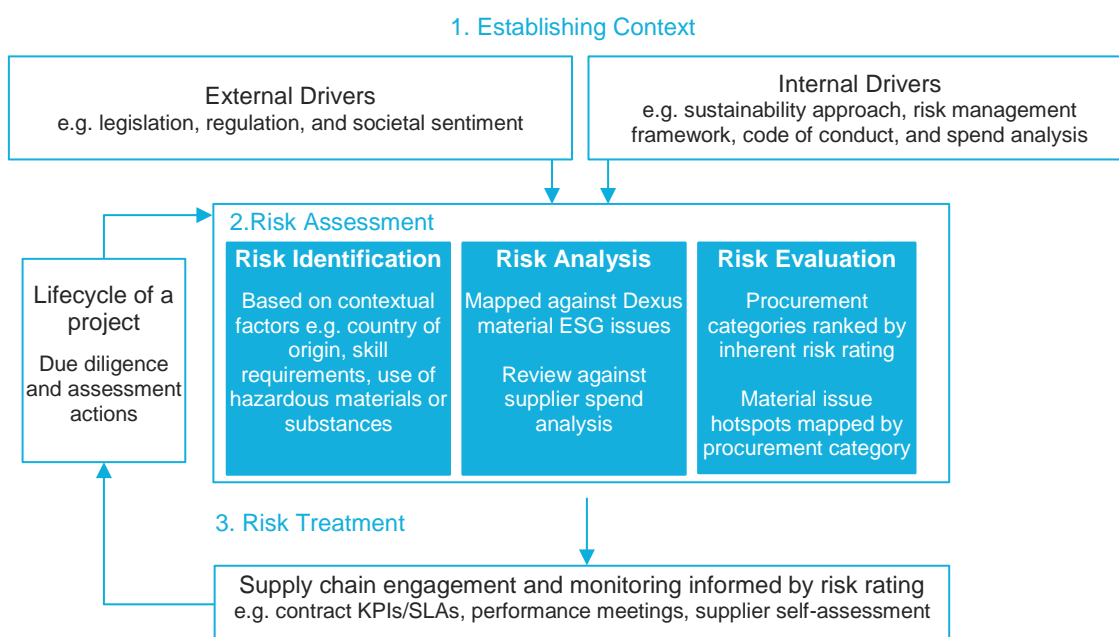 1. Establishing Context
External Drivers
e.g. legislation, regulation, and societal sentiment
Internal Drivers
e.g. sustainability approach, risk management
framework, code of conduct, and spend analysis
2.Risk Assessment
Risk Identification
Based on contextual
factors e.g. country of
origin, skill
requirements, use of
hazardous materials or
substances
Risk Analysis
Mapped against Dexus
material ESG issues
Review against
supplier spend
analysis
Risk Evaluation
Procurement
categories ranked by
inherent risk rating
Material issue
hotspots mapped by
procurement category
Lifecycle of a
project
Due diligence
and assessment
actions
3. Risk Treatment
Supply chain engagement and monitoring informed by risk rating
e.g. contract KPIs/SLAs, performance meetings, supplier self-assessment